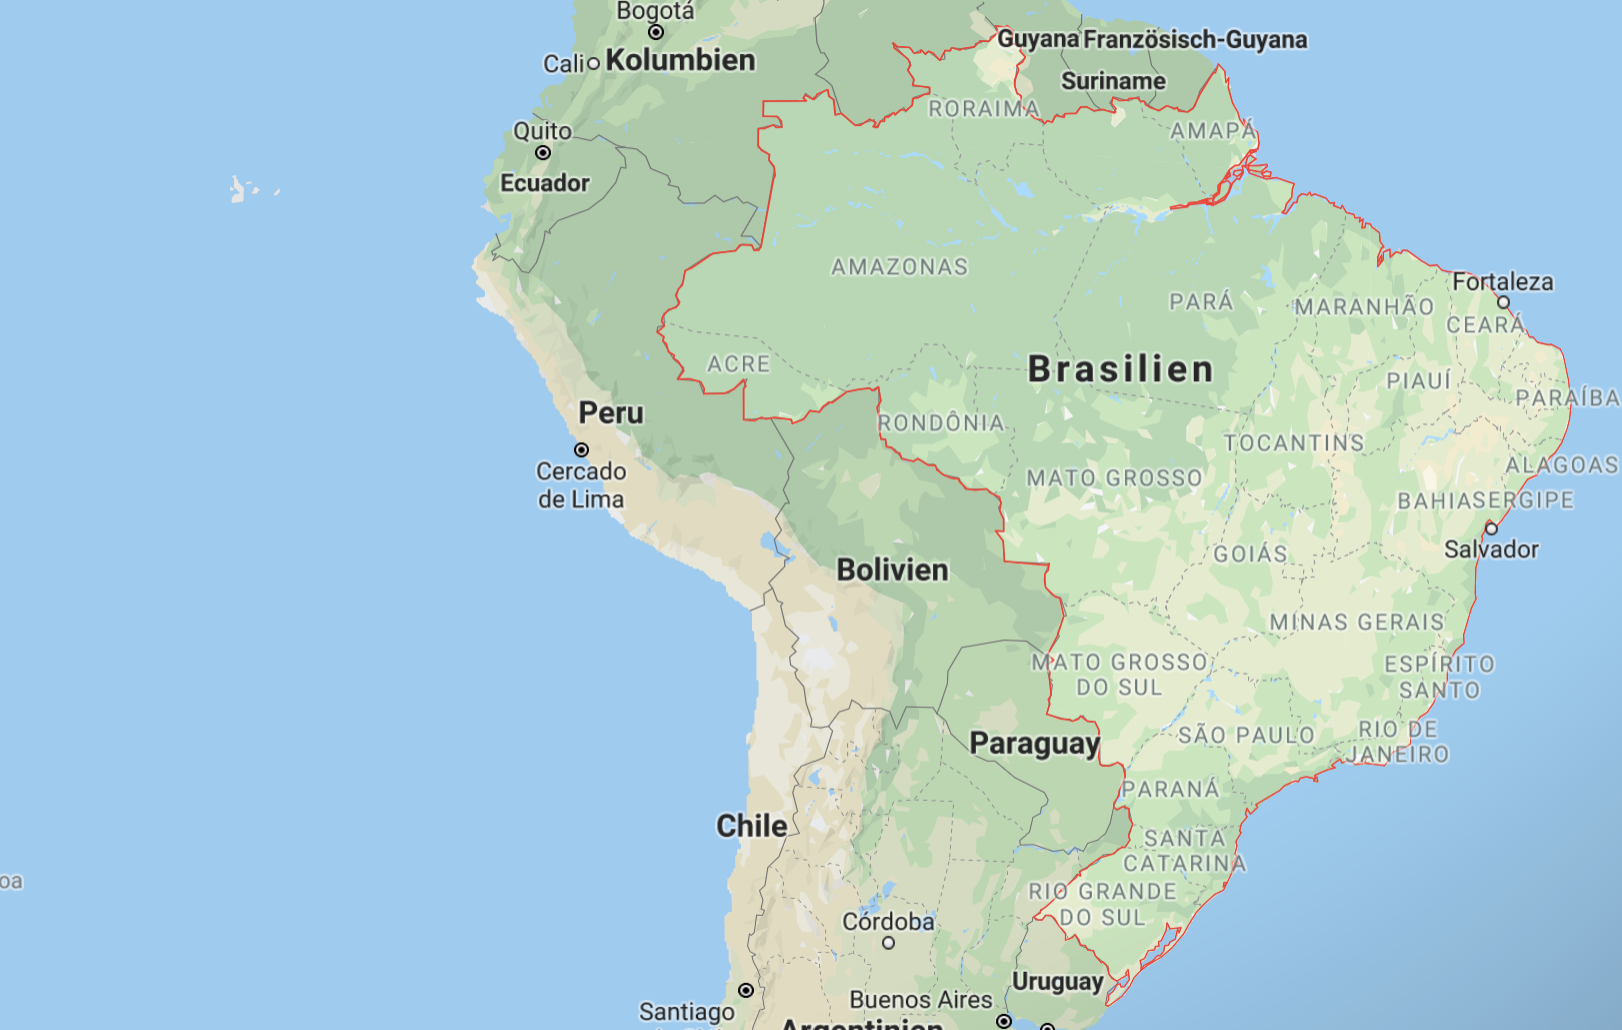 Bogotá
Cali
Kolumbien
Guyana
Französisch-Guyana
Suriname
RORAIMA
AMAPÁ
Quito
Ecuador
AMAZONAS
PARÁ
MARANHÃO
Fortaleza
CEARÁ
ACRE
Brasilien
PIAUÍ
PARAÍBA
Peru
RONDÔNIA
TOCANTINS
Cercado
de Lima
MATO GROSSO
ALAGOAS
BAHIA
SERGIPE
Salvador
GOIÁS
Bolivien
MINAS GERAIS
MATO GROSSO
DO SUL
ESPÍRITO
SANTO
SÃO PAULO
RIO DE
JANEIRO
Paraguay
PARANÁ
Chile
SANTA
CATARINA
oa
RIO GRANDE
DO SUL
Córdoba
Uruguay
Buenos Aires
Santiago
Argentinien